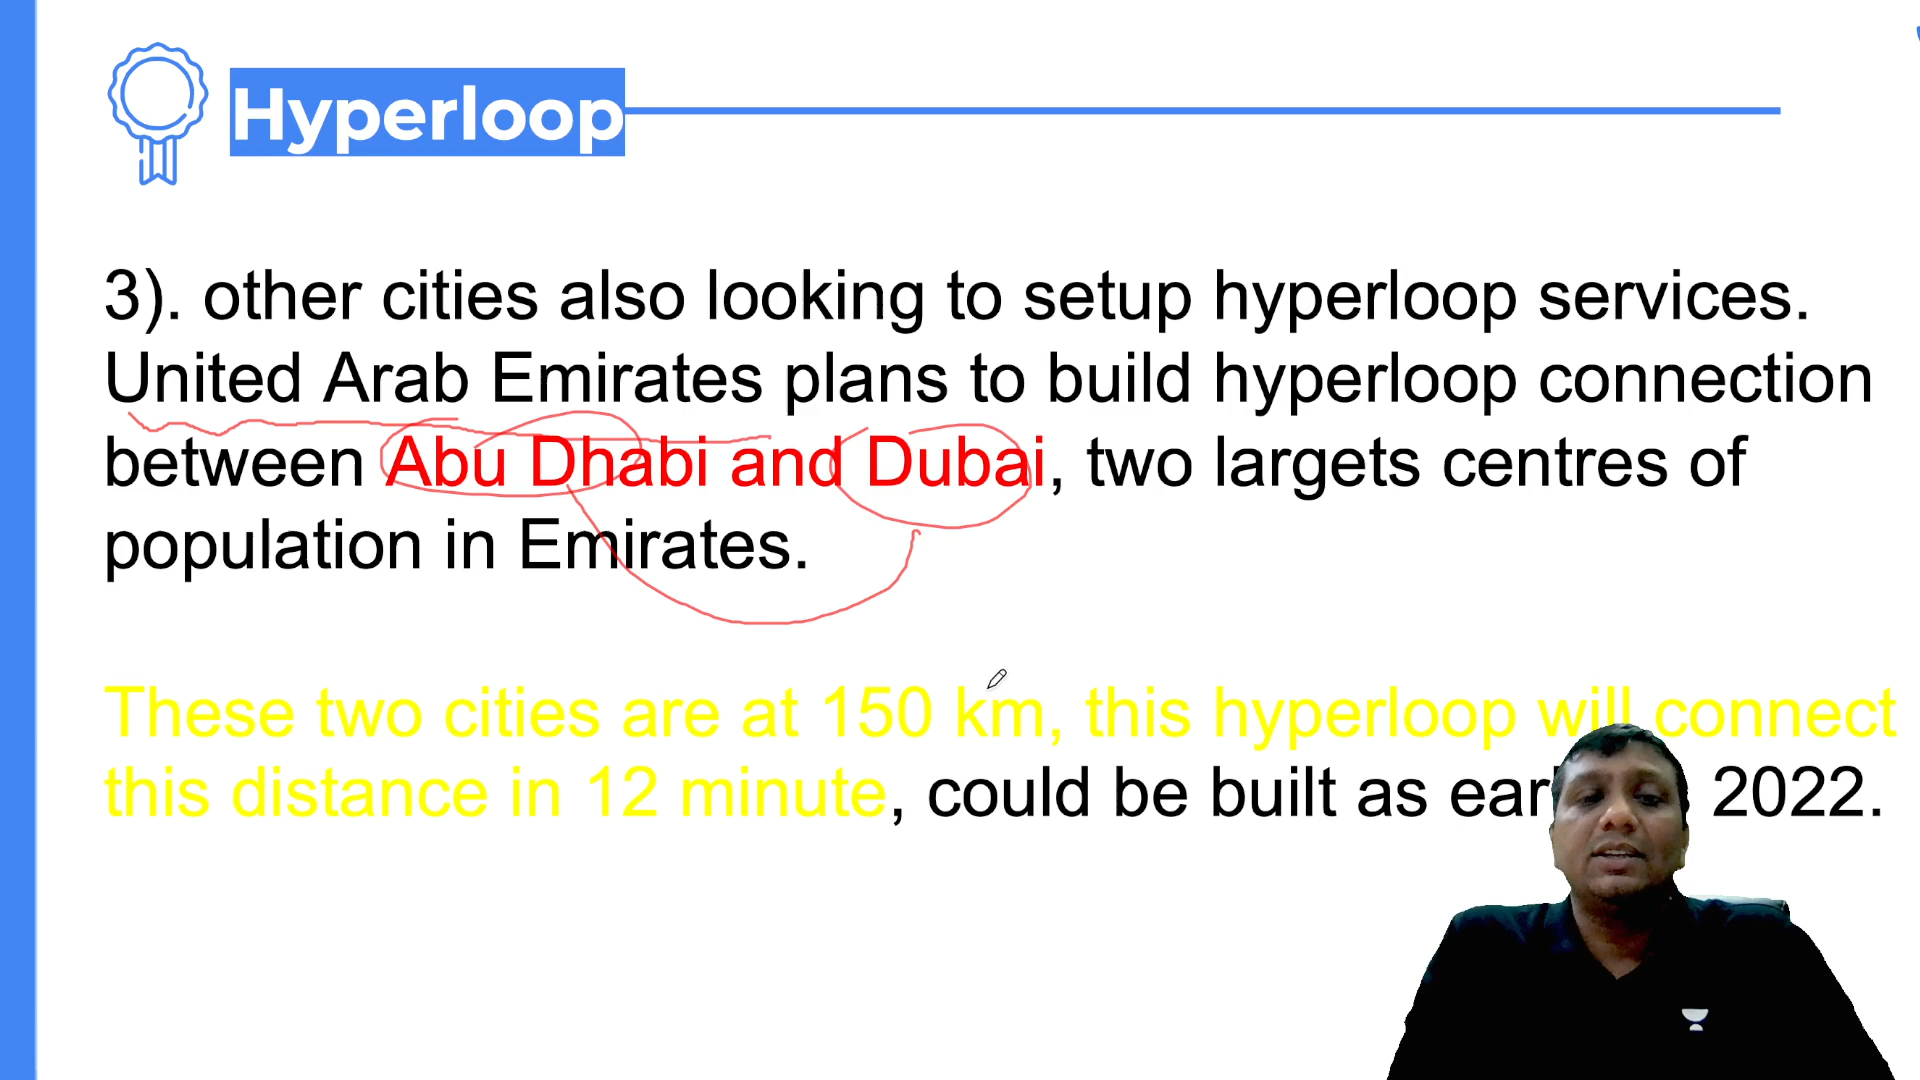 Hyperloop
3). other cities also looking to setup hyperloop services.
United Arab Emirates plans to build hyperloop connection
between Abu Dhabi and Dubai, two largets centres of
population in Emirates.
These two cities are at 150 km, this hyperloop will connect
this distance in 12 minute, could be built as 2022.